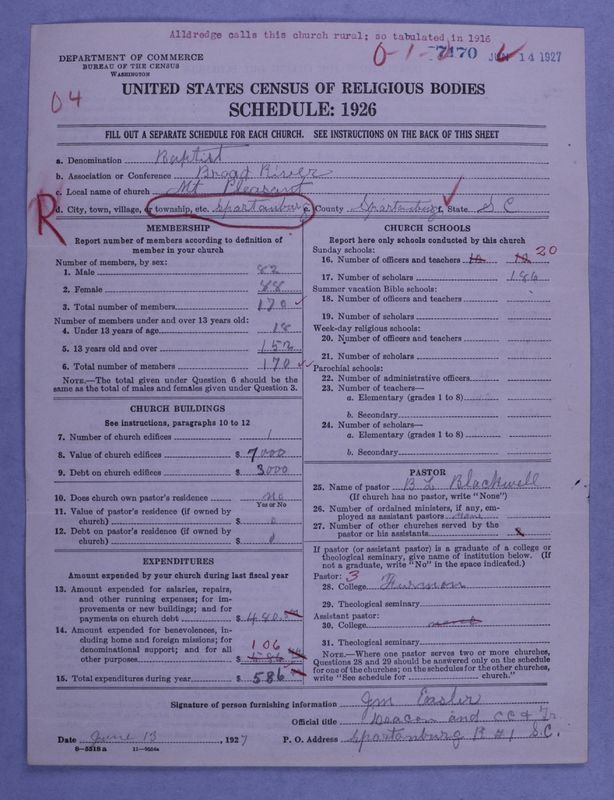 Alldredge calls this church rural; so tabulated in 1916
0-1-
7170 JUN 14 1927
DEPARTMENT OF COMMERCE
BUREAU OF THE CENSUS
WASHINGTON
04
UNITED STATES CENSUS OF RELIGIOUS BODIES
SCHEDULE: 1926
FILL OUT A SEPARATE SCHEDULE FOR EACH CHURCH. SEE INSTRUCTIONS ON THE BACK OF THIS SHEET
a. Denomination Baptist
b. Association or Conference Broad River
c. Local name of church Mt Pleasant
R
d. City, town, village, or township, etc. Spartanburg e. County Spartanburg f. State S C
MEMBERSHIP
Report number of members according to definition of
member in your church
Number of members, by sex:
1. Male 82
2. Female 88
3. Total number of members 170
Number of members under and over 13 years old:
4. Under 13 years of age 18
5. 13 years old and over 152
6. Total number of members 170
NOTE.—The total given under Question 6 should be
the same as the total of males and females given under Question 3.
CHURCH BUILDINGS
See instructions, paragraphs 10 to 12
7. Number of church edifices 1
8. Value of church edifices $ 7000
9. Debt on church edifices $ 3000
10. Does church own pastor's residence no
Yes or No
11. Value of pastor's residence (if owned by
church) $ 0
12. Debt on pastor's residence (if owned by
church) $ 0
EXPENDITURES
Amount expended by your church during last fiscal year
13. Amount expended for salaries, repairs,
and other running expenses; for im-
provements or new buildings; and for
payments on church debt $ 480.00
14. Amount expended for benevolences, in-
cluding home and foreign missions; for
denominational support; and for all 106
other purposes $ 586
15. Total expenditures during year $ 586
CHURCH SCHOOLS
Report here only schools conducted by this church
Sunday schools: 20
16. Number of officers and teachers
17. Number of scholars 186
Summer vacation Bible schools:
18. Number of officers and teachers
19. Number of scholars
Week-day religious schools:
20. Number of officers and teachers
21. Number of scholars
Parochial schools:
22. Number of administrative officers
23. Number of teachers—
a. Elementary (grades 1 to 8)
b. Secondary
24. Number of scholars—
a. Elementary (grades 1 to 8)
b. Secondary
PASTOR
25. Name of pastor B L Blackwell
(If church has no pastor, write "None")
26. Number of ordained ministers, if any, em-
ployed as assistant pastors none
27. Number of other churches served by the
pastor or his assistants
If pastor (or assistant pastor) is a graduate of a college or
theological seminary, give name of institution below. (If
not a graduate, write "No" in the space indicated.)
Pastor: 3
28. College Furmon
29. Theological seminary
Assistant pastor:
30. College
31. Theological seminary
NOTE.—Where one pastor serves two or more churches,
Questions 28 and 29 should be answered only on the schedule
for one of the churches; on the schedules for the other churches
write "See schedule for church."
Signature of person furnishing information J M Easler
Official title Deacon and
Date June 13, 1927 P. O. Address Spartanburg R #1 S.C.
8-5318 a 11-9664a